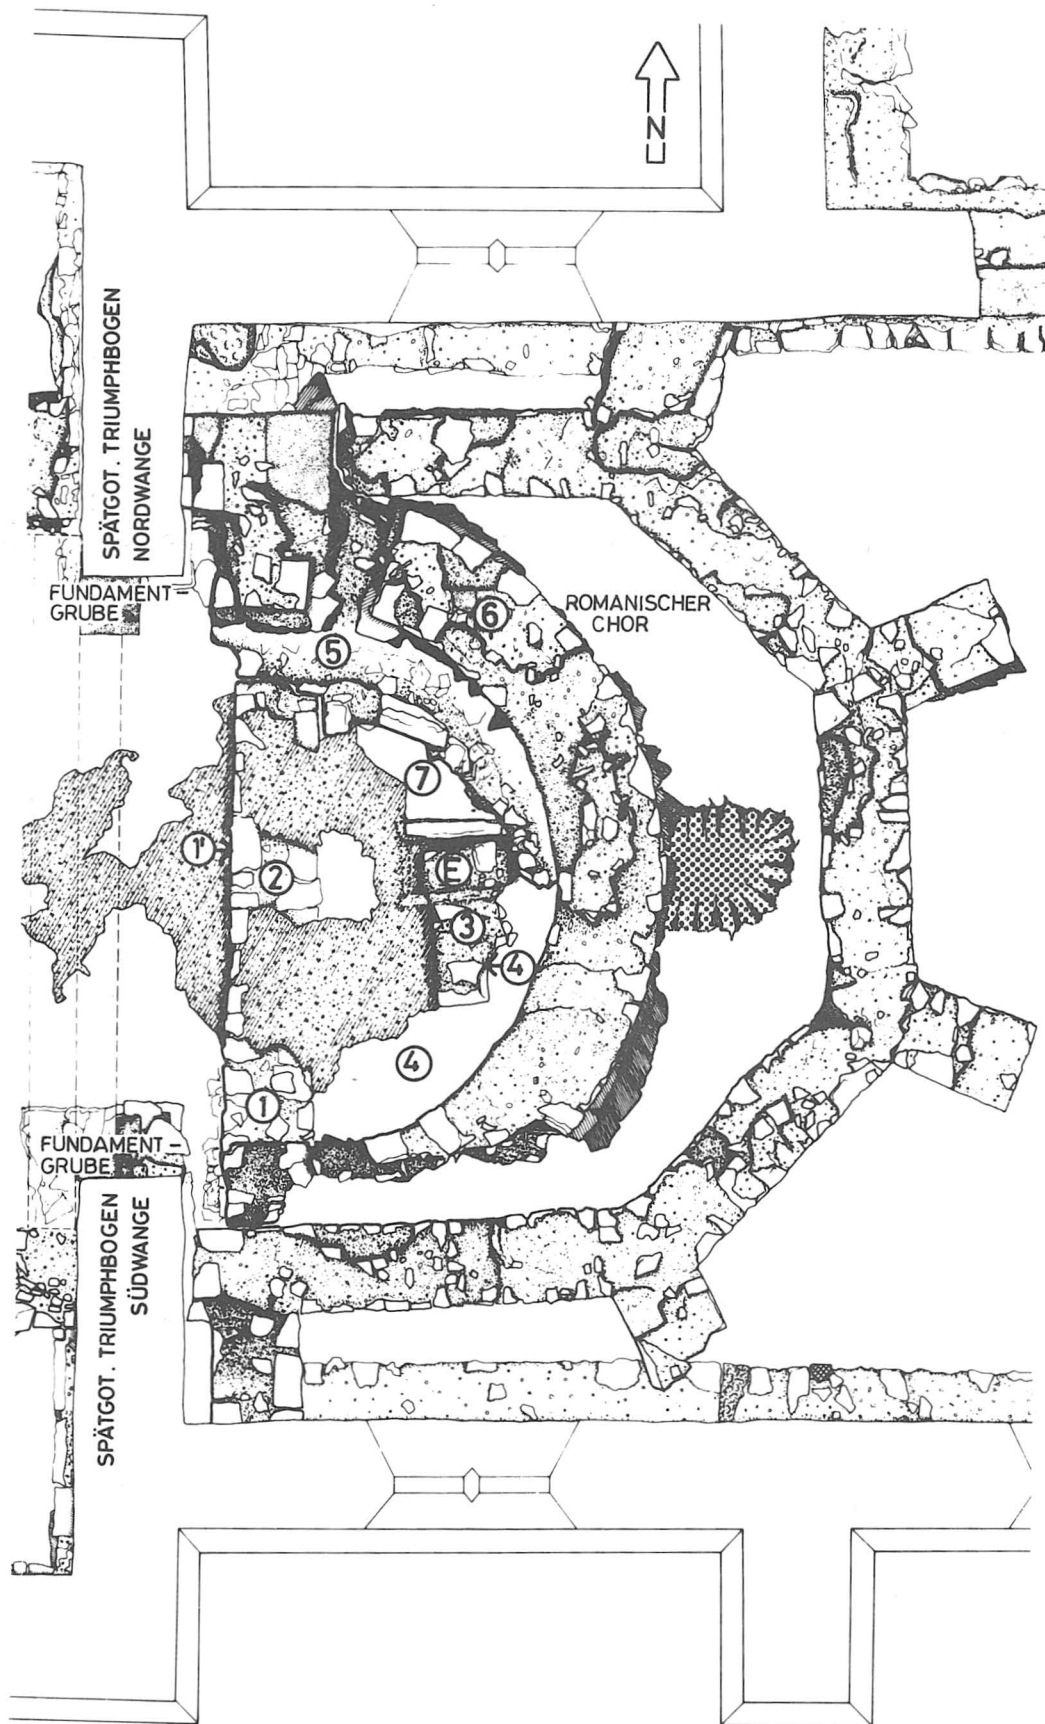 N
SPÄTGOT. TRIUMPHBOGEN
NORDWANGE
FUNDAMENT-
GRUBE
ROMANISCHER
CHOR
6
5
7
1'
2
E
3
4
4
1
FUNDAMENT-
GRUBE
SPÄTGOT. TRIUMPHBOGEN
SÜDWANGE